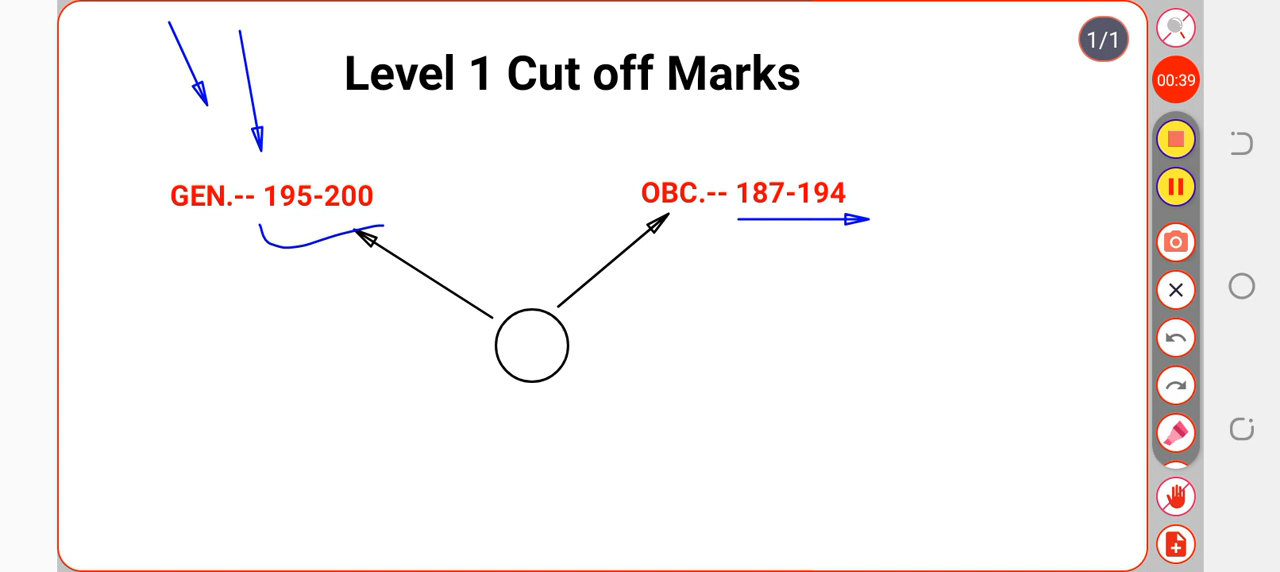 Level 1 Cut off Marks
1/1
00:39
GEN.-- 195-200
OBC.-- 187-194